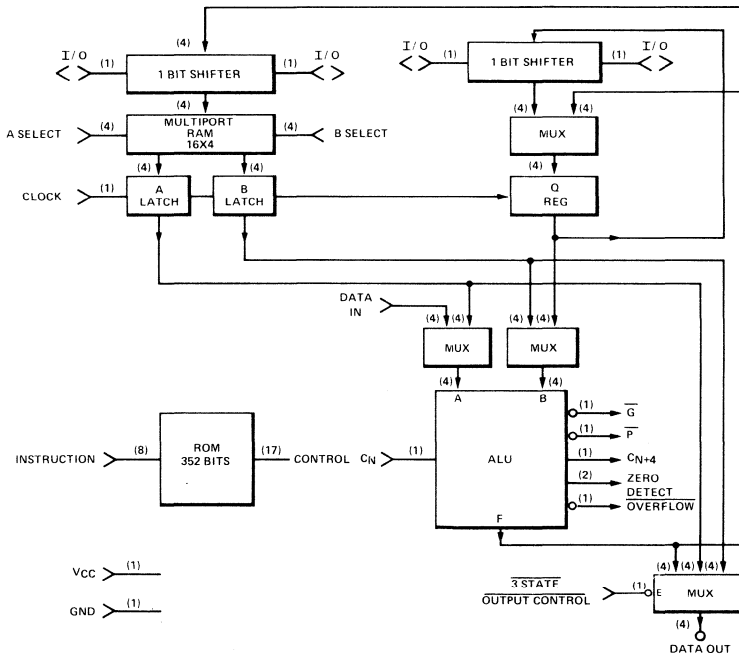 (4)
I/O
(1)
1 BIT SHIFTER
(1)
I/O
I/O
(1)
1 BIT SHIFTER
(1)
I/O
(4)
(4)
(4)
(4)
A SELECT
(4)
MULTIPORT
RAM
16X4
(4)
B SELECT
MUX
(4)
(4)
(4)
CLOCK
(1)
A
LATCH
B
LATCH
Q
REG
DATA
IN
(4)
(4)
(4)
(4)
MUX
MUX
(4)
(4)
A
B
(1)
G
(1)
P
INSTRUCTION
(8)
ROM
352 BITS
(17)
CONTROL
CN
(1)
ALU
(1)
CN+4
(2)
ZERO
DETECT
(1)
OVERFLOW
F
VCC
(1)
GND
(1)
3 STATE
OUTPUT CONTROL
(1)
E
(4)
(4)
(4)
MUX
(4)
DATA OUT